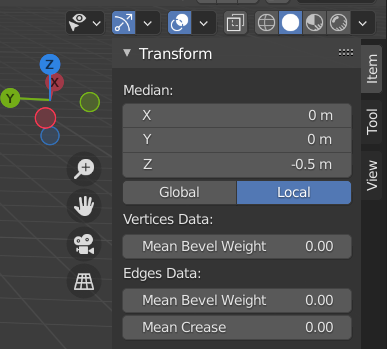 Z
X
Y
Transform
Median:
X 0 m
Y 0 m
Z -0.5 m
Global Local
Vertices Data:
Mean Bevel Weight 0.00
Edges Data:
Mean Bevel Weight 0.00
Mean Crease 0.00
Item
Tool
View